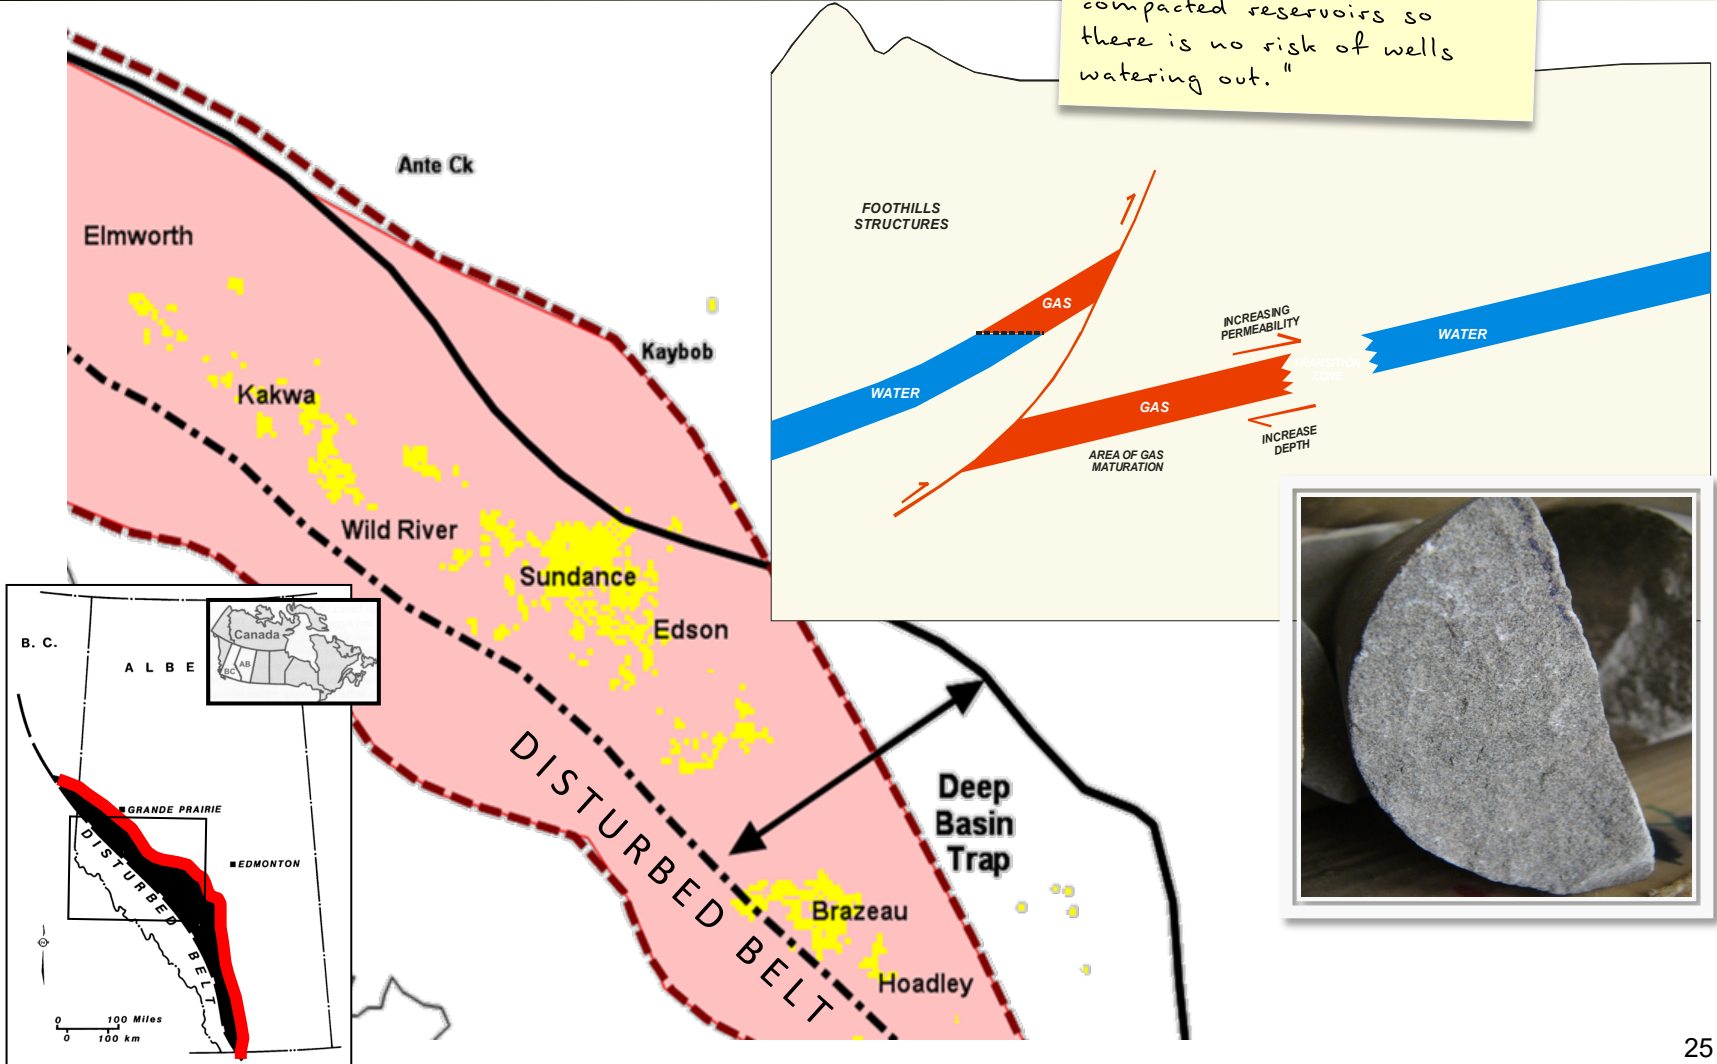 compacted reservoirs so
there is no risk of wells
watering out."
Ante Ck
Elmworth
FOOTHILLS
STRUCTURES
GAS
INCREASING
PERMEABILITY
WATER
Kaybob
TRANSITION
ZONE
WATER
Kakwa
GAS
INCREASE
DEPTH
AREA OF GAS
MATURATION
Wild River
Sundance
Edson
Canada
BC
AB
B. C.
A L B E
DISTURBED BELT
Deep
Basin
Trap
GRANDE PRAIRIE
EDMONTON
DISTURBED BELT
Brazeau
Hoadley
0 100 Miles
0 100 km
25